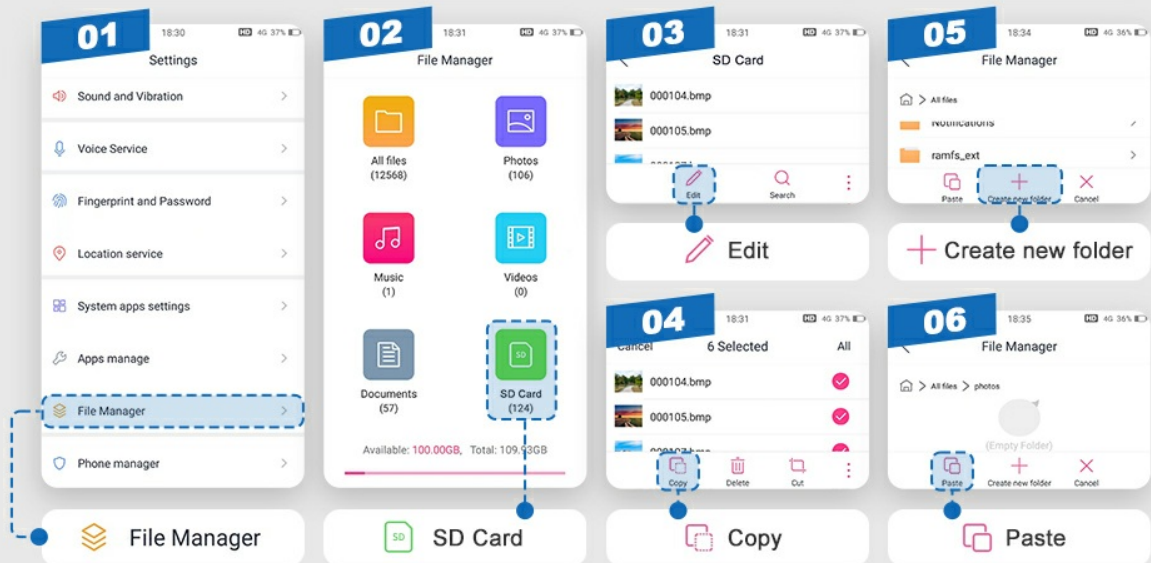 01
18:30
HD 4G 37%
Settings
Sound and Vibration
Voice Service
Fingerprint and Password
Location service
System apps settings
Apps manage
File Manager
Phone manager
File Manager
02
18:31
HD 4G 37%
File Manager
All files
(12568)
Photos
(106)
Music
(1)
Videos
(0)
Documents
(57)
SD
SD Card
(124)
Available: 100.00GB, Total: 109.93GB
SD
SD Card
03
18:31
HD 4G 37%
SD Card
000104.bmp
000105.bmp
Edit
Search
Edit
04
18:31
HD 4G 37%
Cancel
6 Selected
All
000104.bmp
000105.bmp
Copy
Delete
Cut
Copy
05
18:34
HD 4G 36%
File Manager
> All files
Notifications
ramfs_ext
Paste
Create new folder
Cancel
Create new folder
06
18:35
HD 4G 36%
File Manager
> All files > photos
(Empty Folder)
Paste
Create new folder
Cancel
Paste